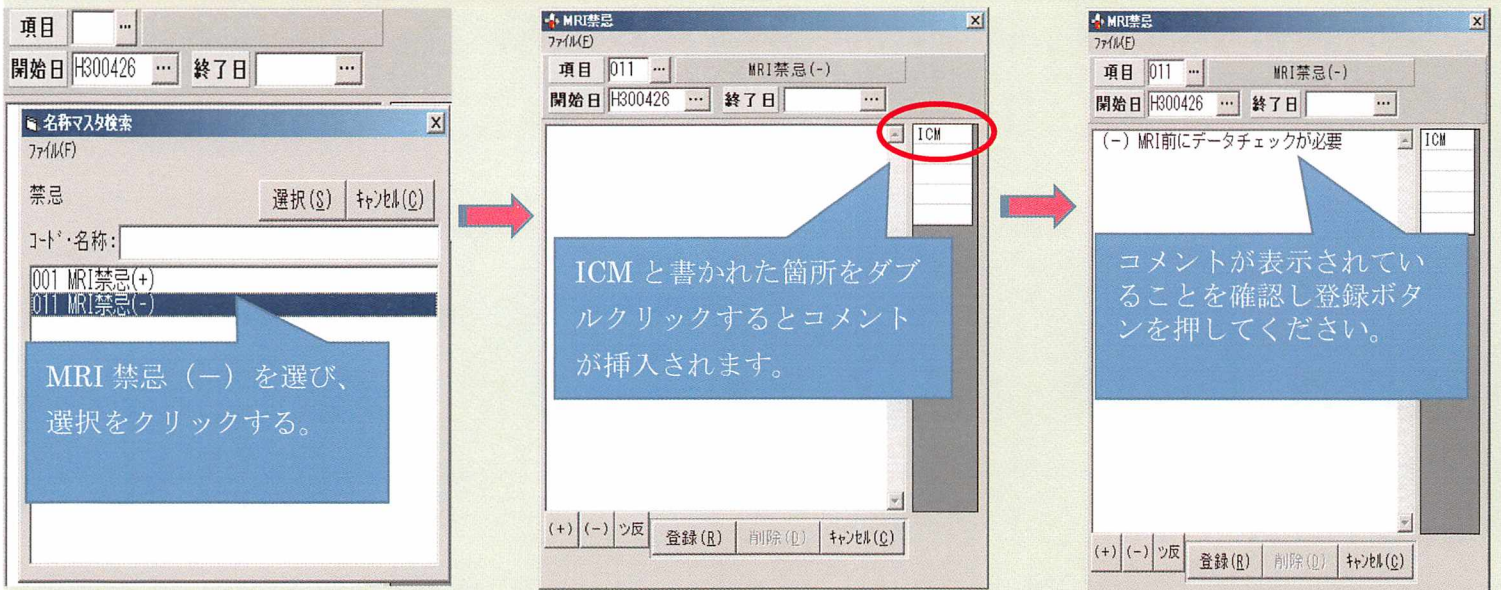 項目 ...
開始日 H300426 ... 終了日 ...
名称マスタ検索 X
ファイル(F)
禁忌 選択(S) キャンセル(C)
コード・名称:
001 MRI禁忌(+)
011 MRI禁忌(-)
MRI 禁忌（－）を選び、
選択をクリックする。
MRI禁忌 X
ファイル(F)
項目 011 ... MRI禁忌(-)
開始日 H300426 ... 終了日 ...
ICM
ICM と書かれた箇所をダブ
ルクリックするとコメント
が挿入されます。
(+) (-) ツ反 登録(R) 削除(D) キャンセル(C)
MRI禁忌 X
ファイル(F)
項目 011 ... MRI禁忌(-)
開始日 H300426 ... 終了日 ...
(-) MRI前にデータチェックが必要 ICM
コメントが表示されてい
ることを確認し登録ボタ
ンを押してください。
(+) (-) ツ反 登録(R) 削除(D) キャンセル(C)